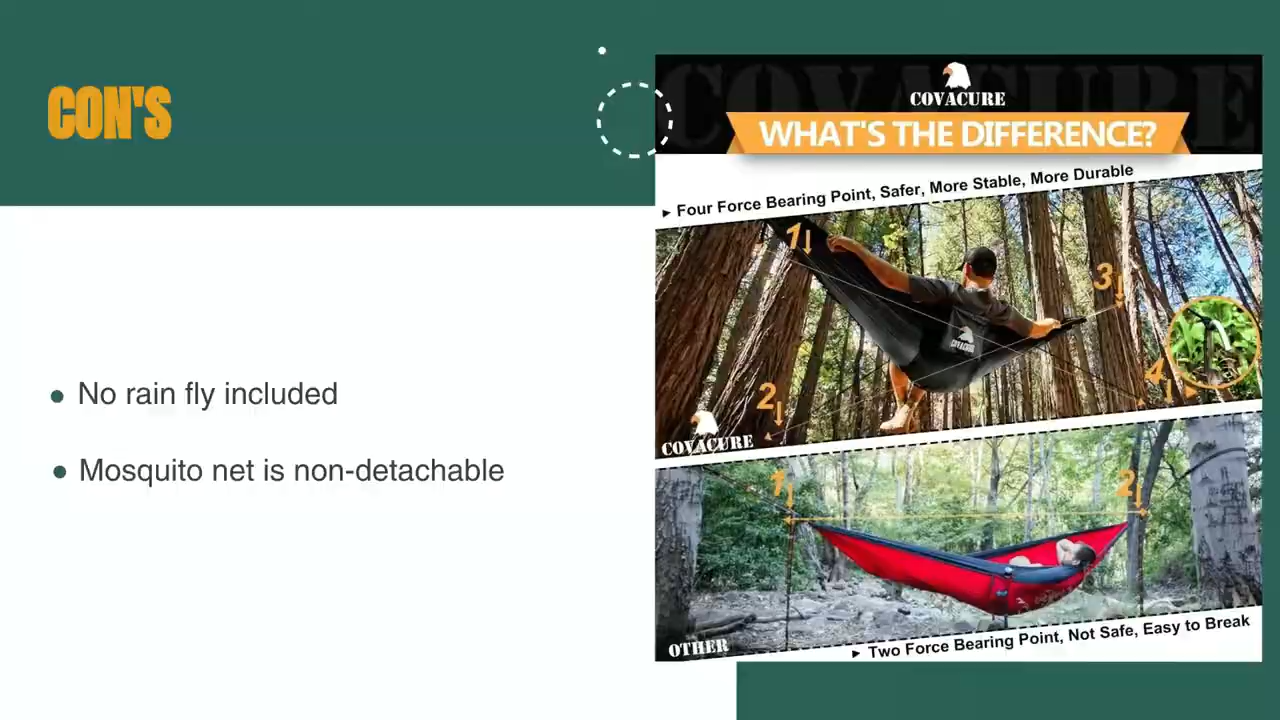 CON'S
No rain fly included
Mosquito net is non-detachable
COVACURE
COVACURE
WHAT'S THE DIFFERENCE?
► Four Force Bearing Point, Safer, More Stable, More Durable
1
3
2
4
COVACURE
COVACURE
1
2
OTHER
► Two Force Bearing Point, Not Safe, Easy to Break